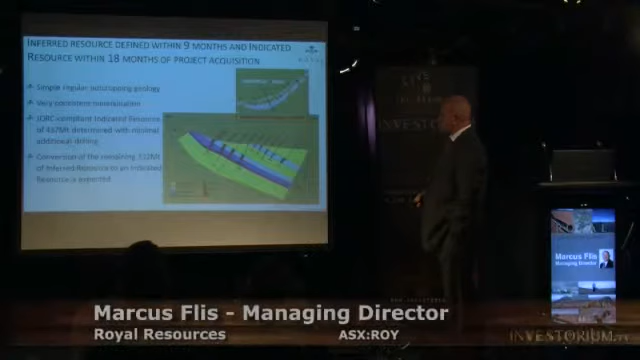 INFERRED RESOURCE DEFINED WITHIN 9 MONTHS AND INDICATED
RESOURCE WITHIN 18 MONTHS OF PROJECT ACQUISITION
Simple regular outcropping geology
Very consistent mineralisation
JORC-compliant Indicated Resource
of 437Mt determined with minimal
additional drilling
Conversion of the remaining
of Inferred Resources to an Indicated
Resource is expected
INVESTORIUM
Marcus Flis
Managing Director
Marcus Flis - Managing Director
Royal Resources ASX:ROY
INVESTORIUM.TV